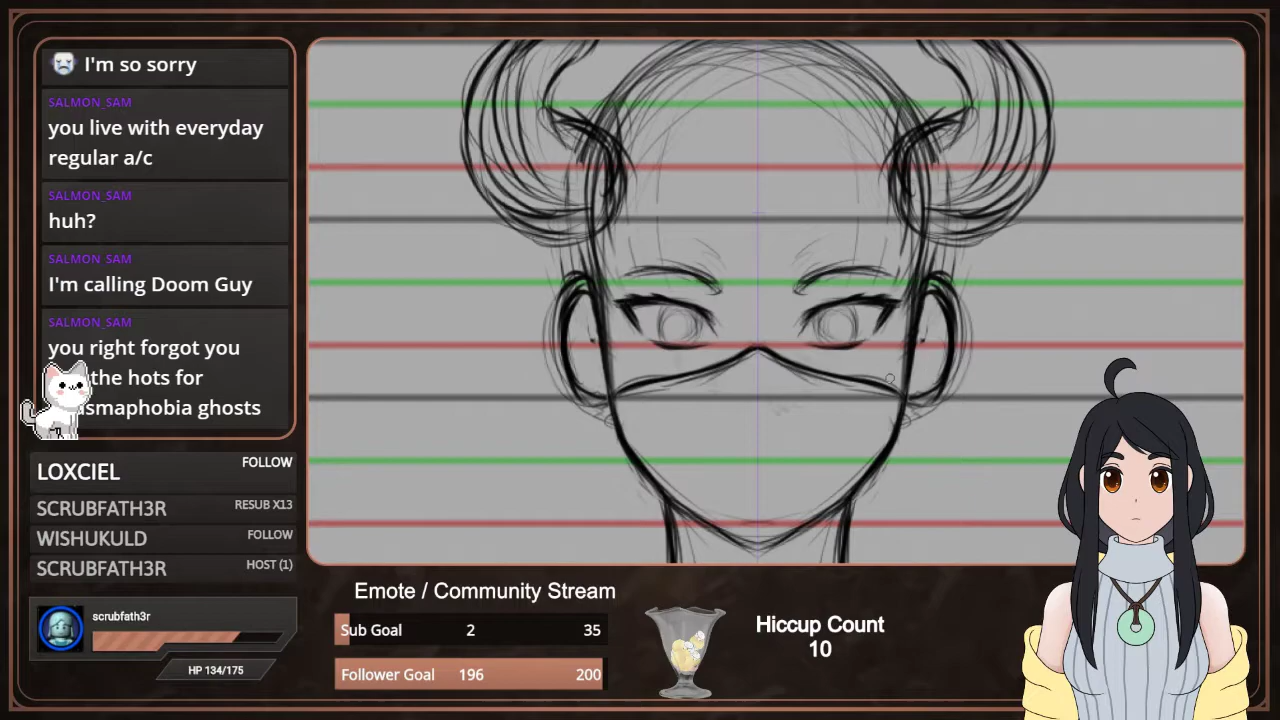 I'm so sorry
SALMON_SAM
you live with everyday
regular a/c
SALMON_SAM
huh?
SALMON_SAM
I'm calling Doom Guy
SALMON_SAM
you right forgot you
the hots for
asmaphobia ghosts
LOXCIEL FOLLOW
SCRUBFATH3R RESUB X13
WISHUKULD FOLLOW
SCRUBFATH3R HOST (1)
scrubfath3r
HP 134/175
Emote / Community Stream
Sub Goal 2 35
Follower Goal 196 200
Hiccup Count
10